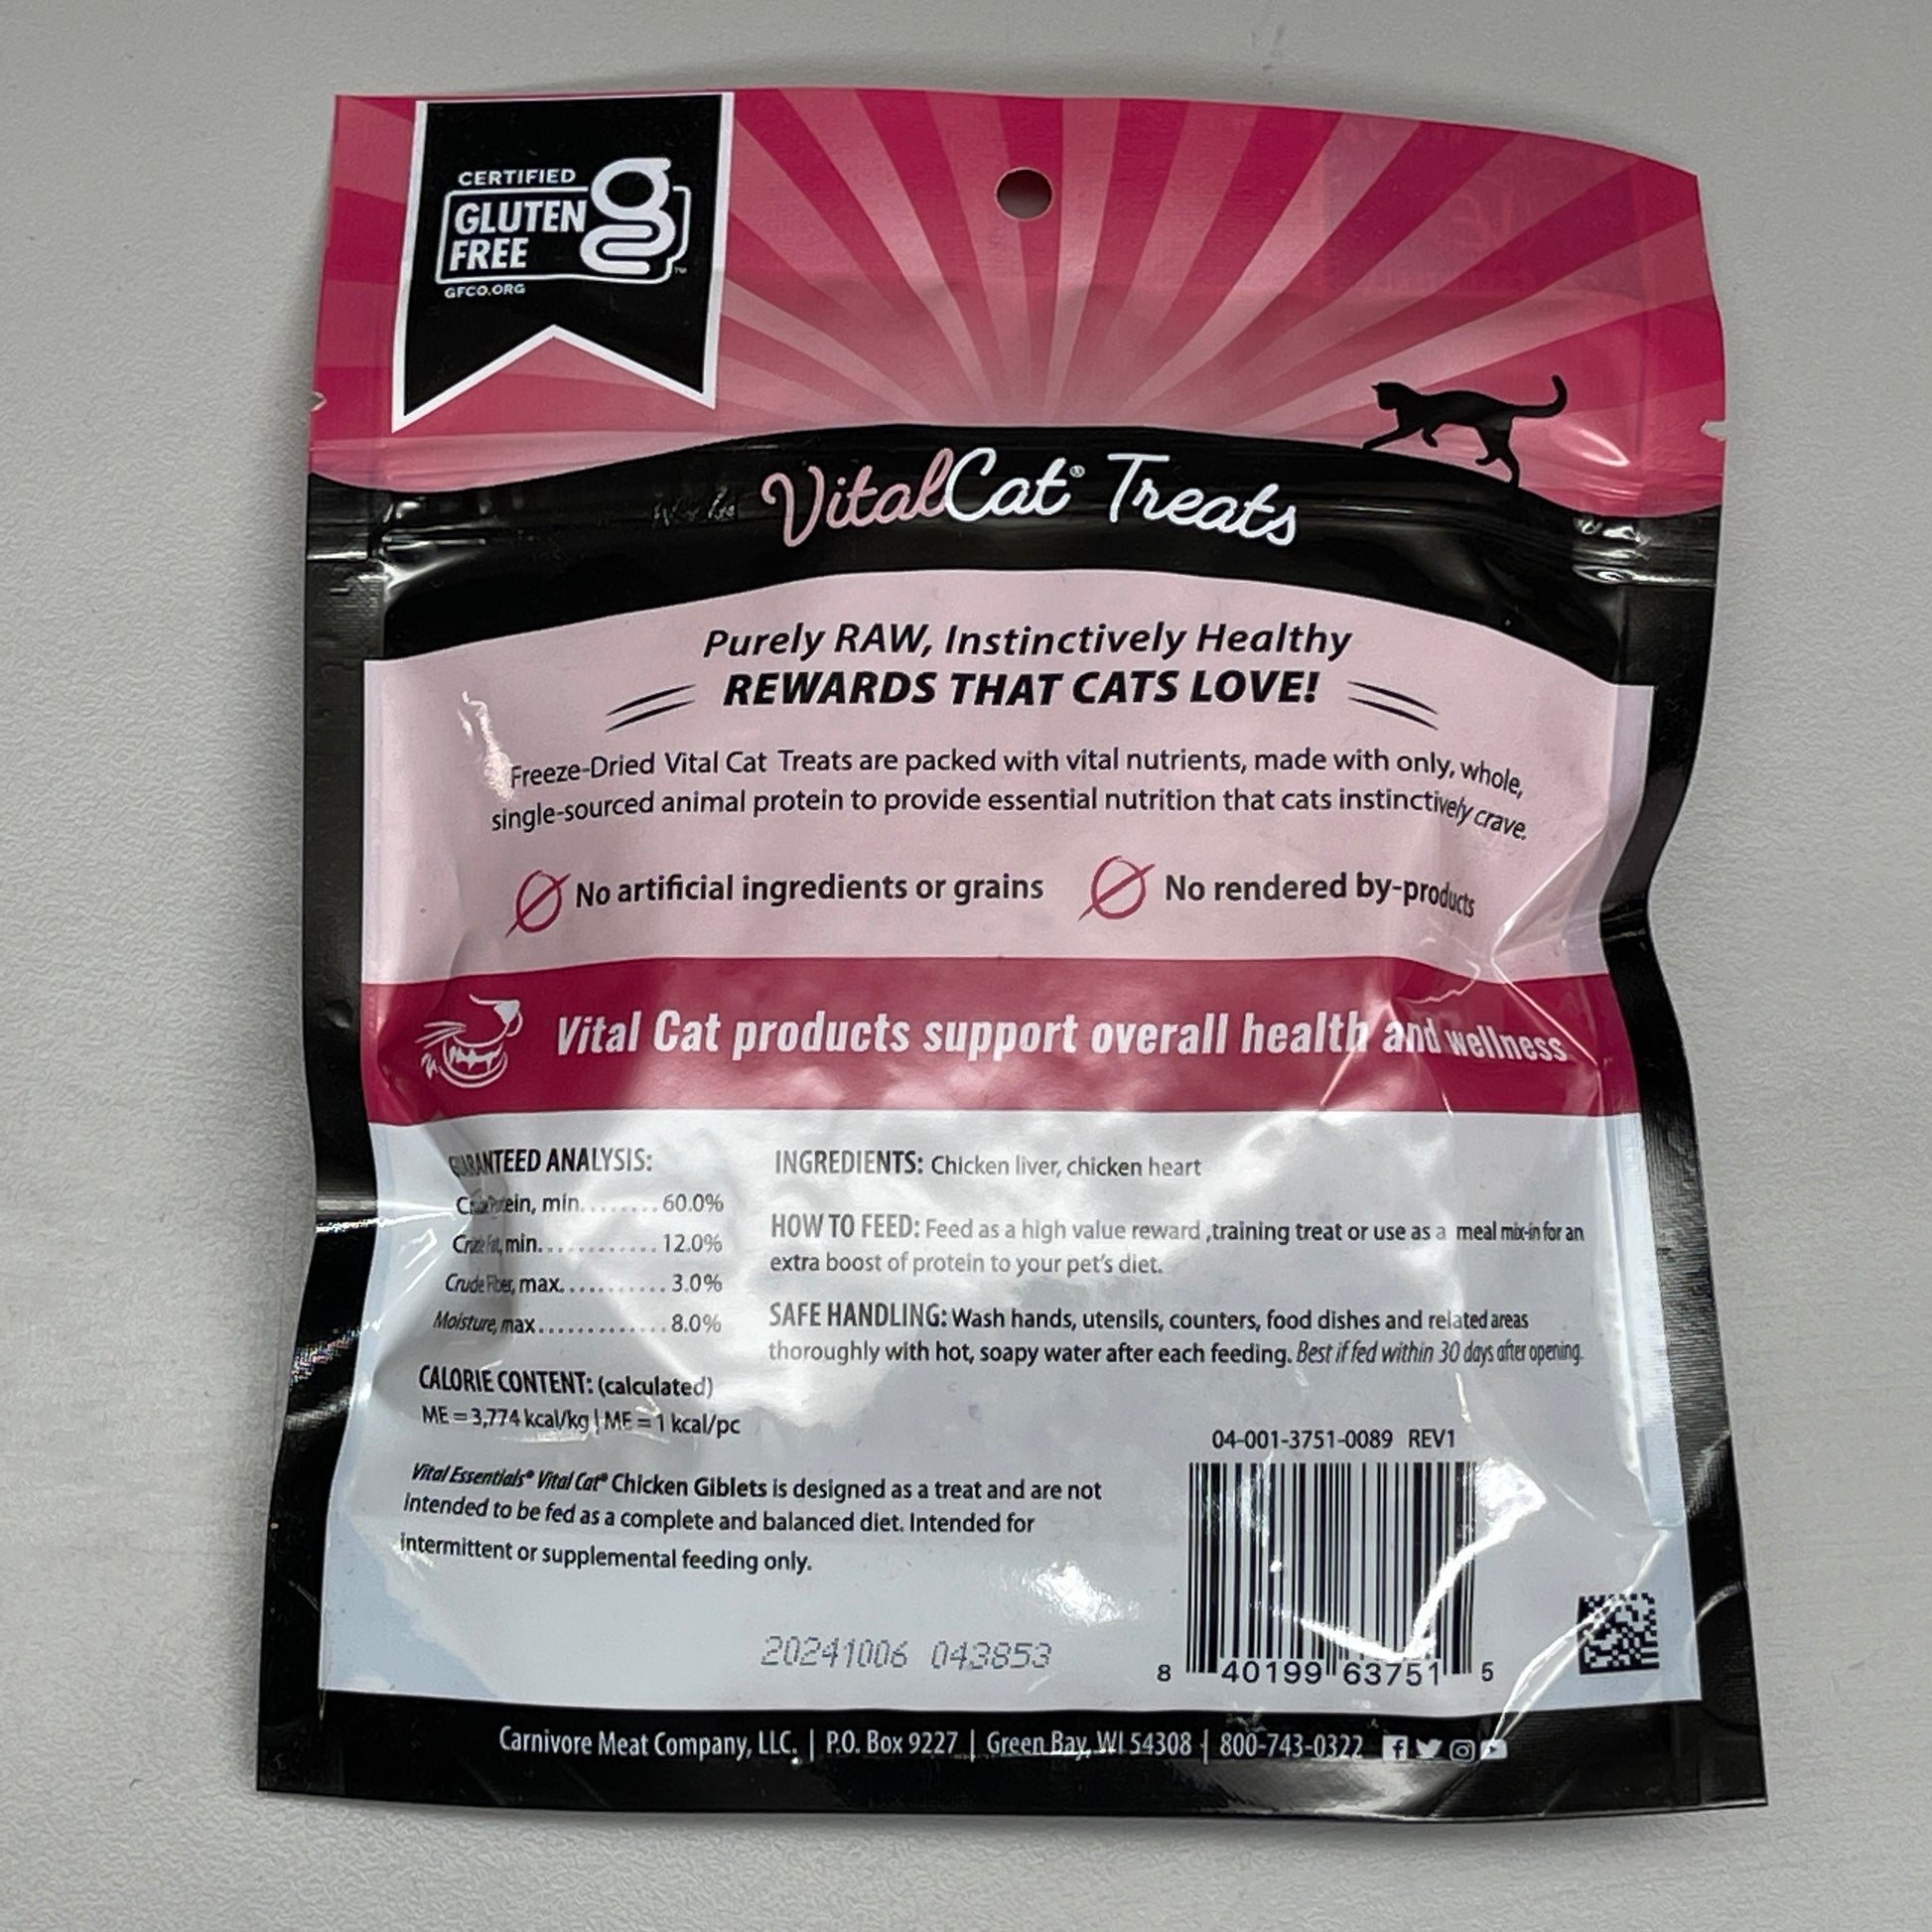 CERTIFIED
GLUTEN
FREE
g
™
GFCO.ORG
VitalCat® Treats
Purely RAW, Instinctively Healthy
REWARDS THAT CATS LOVE!
Freeze-Dried Vital Cat Treats are packed with vital nutrients, made with only, whole,
single-sourced animal protein to provide essential nutrition that cats instinctively crave.
No artificial ingredients or grains
No rendered by-products
Vital Cat products support overall health and wellness
GUARANTEED ANALYSIS:
Crude Protein, min........60.0%
Crude Fat, min............12.0%
Crude Fiber, max..........3.0%
Moisture, max.............8.0%
CALORIE CONTENT: (calculated)
ME = 3,774 kcal/kg | ME = 1 kcal/pc
INGREDIENTS: Chicken liver, chicken heart
HOW TO FEED: Feed as a high value reward ,training treat or use as a meal mix-in for an
extra boost of protein to your pet's diet.
SAFE HANDLING: Wash hands, utensils, counters, food dishes and related areas
thoroughly with hot, soapy water after each feeding. Best if fed within 30 days after opening.
Vital Essentials® Vital Cat® Chicken Giblets is designed as a treat and are not
intended to be fed as a complete and balanced diet. Intended for
intermittent or supplemental feeding only.
04-001-3751-0089 REV1
20241006 043853
8 40199 63751 5
Carnivore Meat Company, LLC. | P.O. Box 9227 | Green Bay, WI 54308 | 800-743-0322